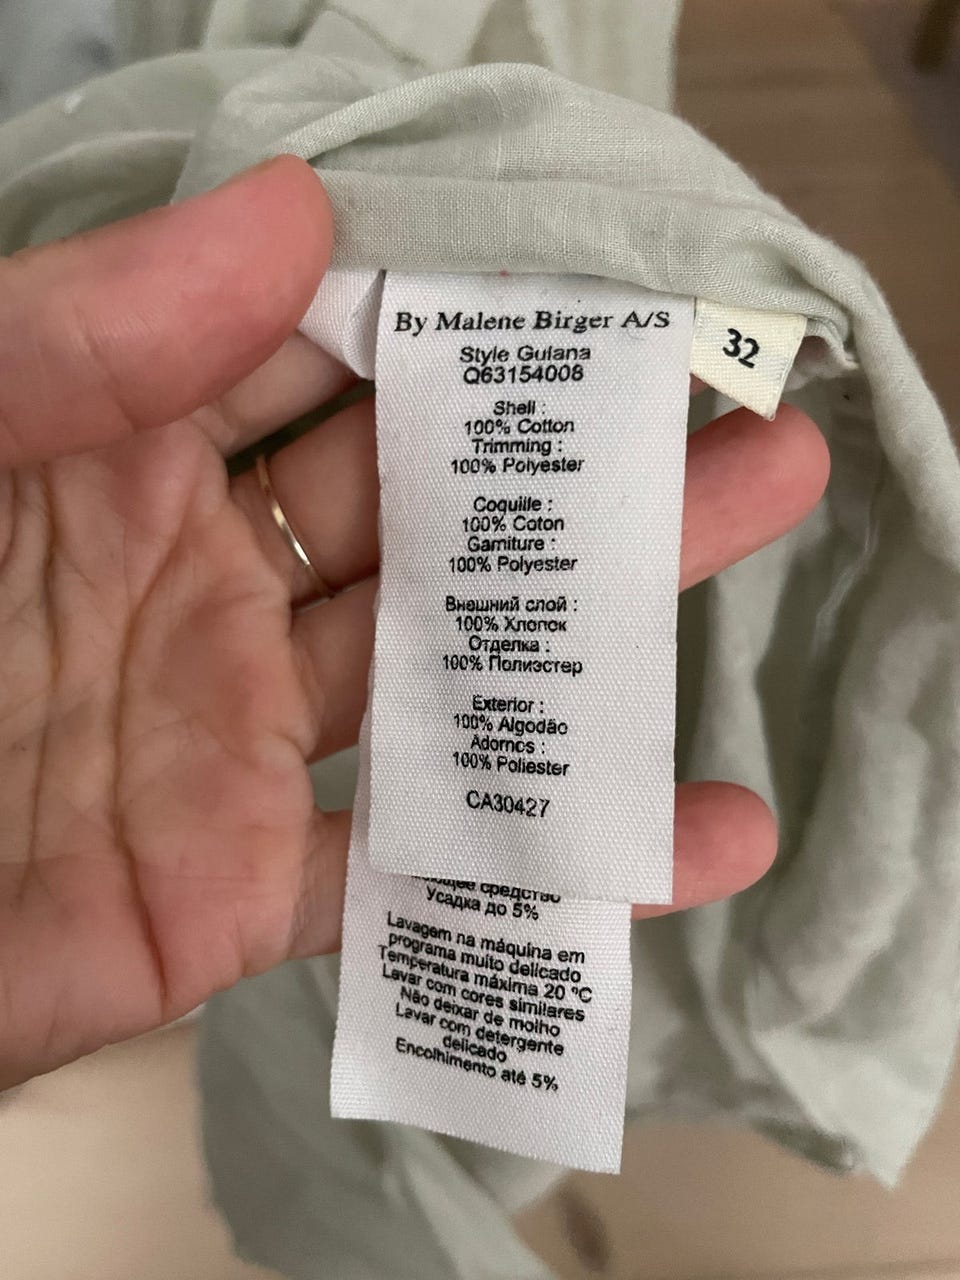 By Malene Birger A/S
Style Guiana
Q63154008
Shell :
100% Cotton
Trimming :
100% Polyester
Coquille :
100% Coton
Garniture :
100% Polyester
Внешний слой :
100% Хлопок
Отделка :
100% Полиэстер
Exterior :
100% Algodão
Adornos :
100% Poliester
CA30427
32
средство
Усадка до 5%
Lavagem na máquina em
programa muito delicado
Temperatura máxima 20 °C
Lavar com cores similares
Não deixar de molho
Lavar com detergente
delicado
Encolhimento até 5%